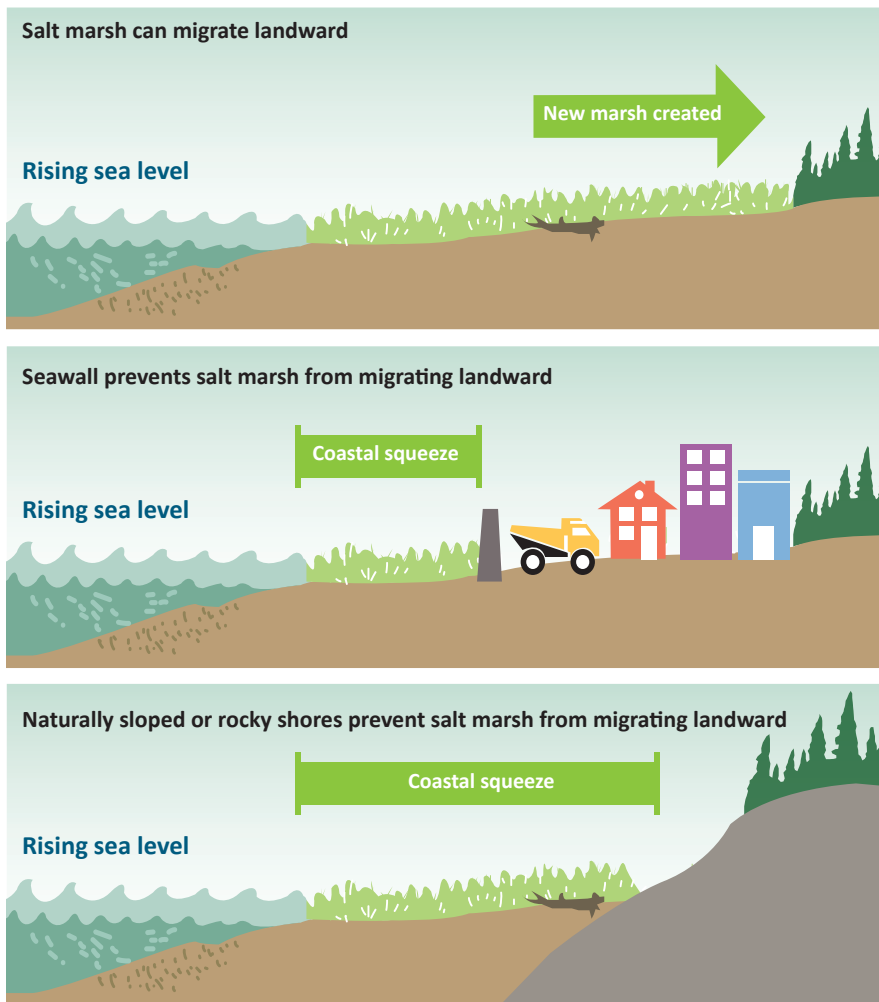 Salt marsh can migrate landward
New marsh created
Rising sea level
Seawall prevents salt marsh from migrating landward
Coastal squeeze
Rising sea level
Naturally sloped or rocky shores prevent salt marsh from migrating landward
Coastal squeeze
Rising sea level